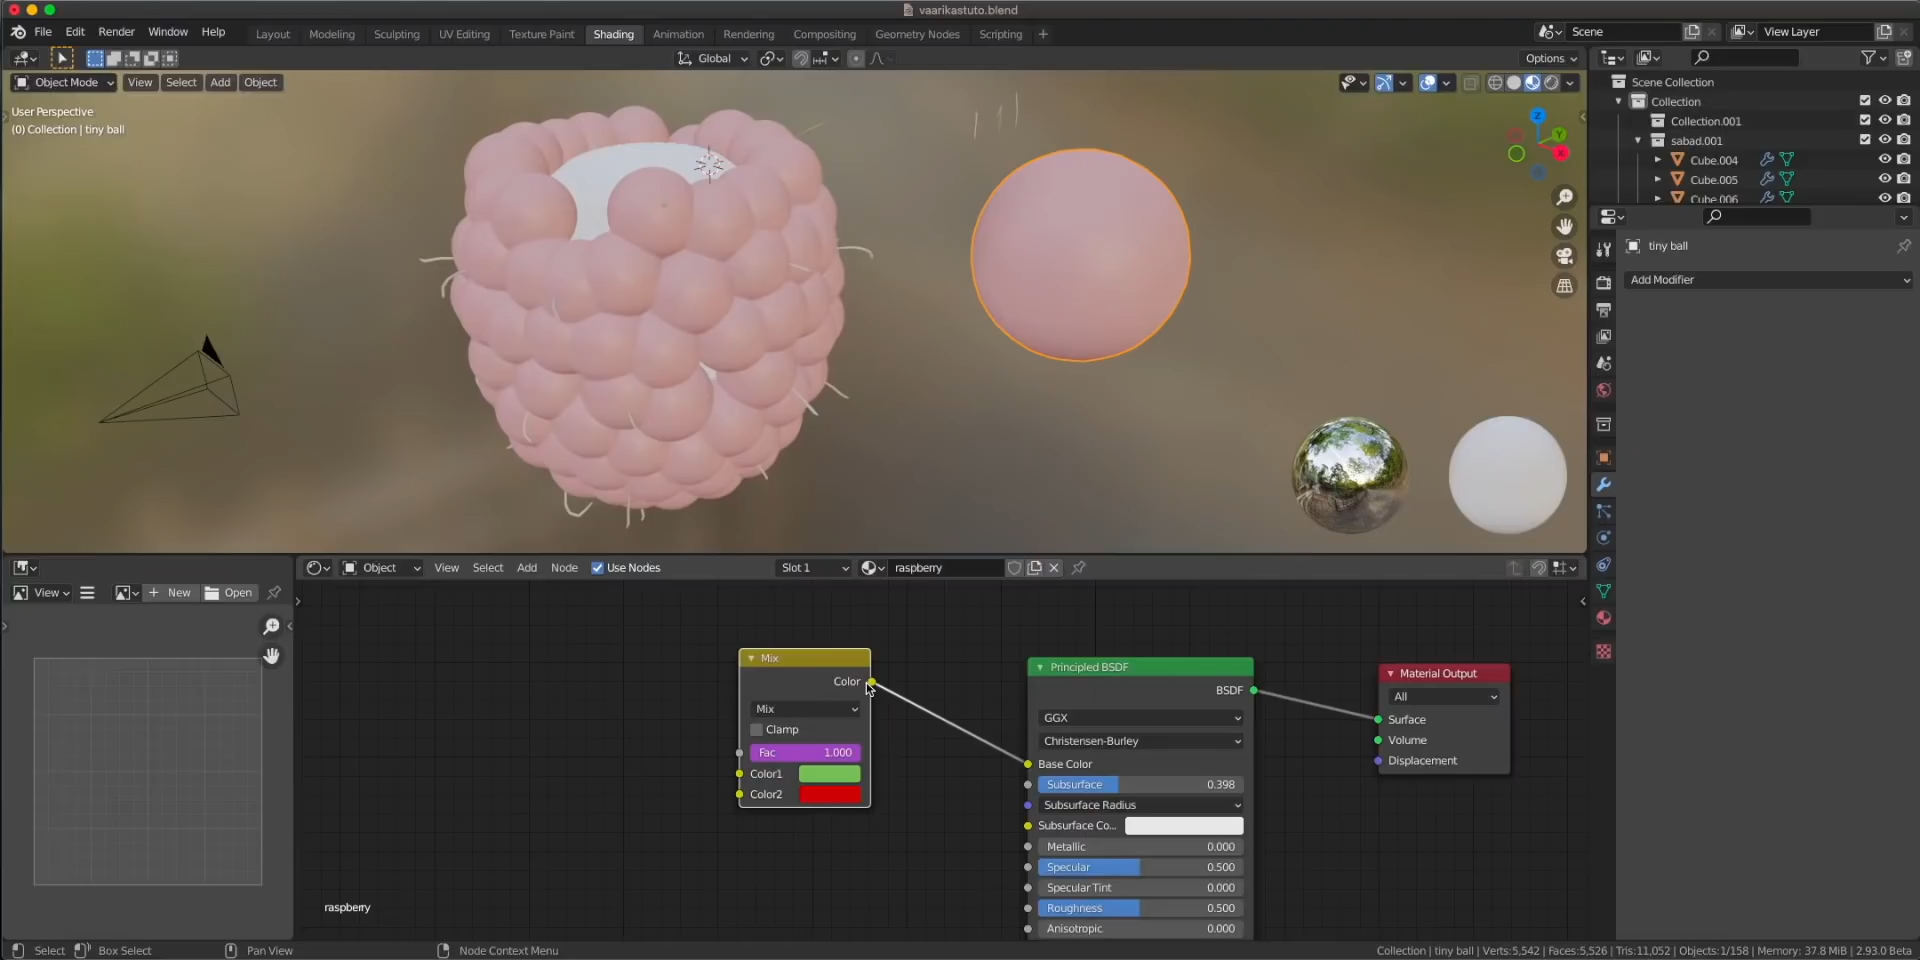 vaarikastuto.blend
File Edit Render Window Help Layout Modeling Sculpting UV Editing Texture Paint Shading Animation Rendering Compositing Geometry Nodes Scripting + Scene View Layer
Global Options
Object Mode View Select Add Object
User Perspective
(0) Collection | tiny ball
Z
Y
X
Scene Collection
Collection
Collection.001
sabad.001
Cube.004
Cube.005
Cube.006
tiny ball
Add Modifier
View New Open
Object View Select Add Node Use Nodes Slot 1 raspberry
Mix
Color
Mix
Clamp
Fac 1.000
Color1
Color2
Principled BSDF
BSDF
GGX
Christensen-Burley
Base Color
Subsurface 0.398
Subsurface Radius
Subsurface Co...
Metallic 0.000
Specular 0.500
Specular Tint 0.000
Roughness 0.500
Anisotropic 0.000
Material Output
All
Surface
Volume
Displacement
raspberry
Select Box Select Pan View Node Context Menu Collection | tiny ball | Verts:5,542 | Faces:5,526 | Tris:11,052 | Objects:1/158 | Memory: 37.8 MiB | 2.93.0 Beta